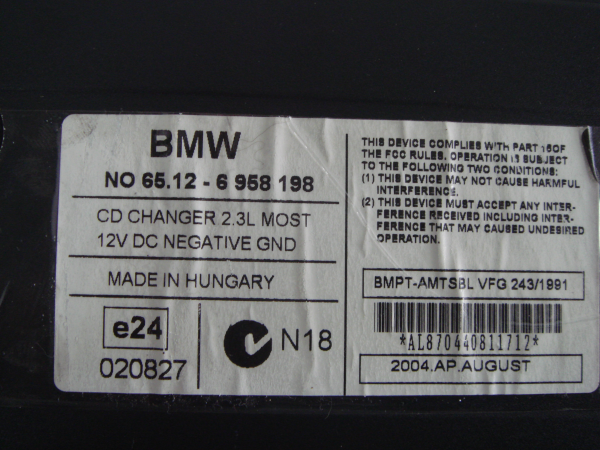 BMW
NO 65.12 - 6 958 198
CD CHANGER 2.3L MOST
12V DC NEGATIVE GND
MADE IN HUNGARY
e24
020827
N18
THIS DEVICE COMPLIES WITH PART 15OF
THE FCC RULES. OPERATION IS SUBJECT
TO THE FOLLOWING TWO CONDITIONS:
(1) THIS DEVICE MAY NOT CAUSE HARMFUL
INTERFERENCE.
(2) THIS DEVICE MUST ACCEPT ANY INTER-
FERENCE RECEIVED INCLUDING INTER-
FERENCE THAT MAY CAUSED UNDESIRED
OPERATION.
BMPT-AMTSBL VFG 243/1991
*AL870440811712*
2004.AP.AUGUST